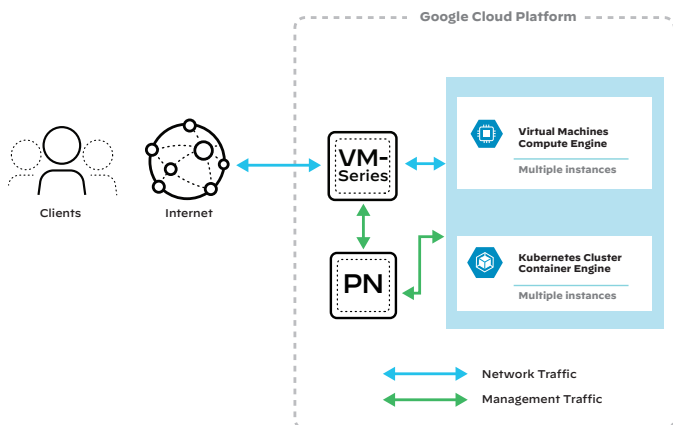 Google Cloud Platform
Virtual Machines
Compute Engine
Multiple instances
VM-
Series
Clients
Internet
PN
Kubernetes Cluster
Container Engine
Multiple instances
Network Traffic
Management Traffic